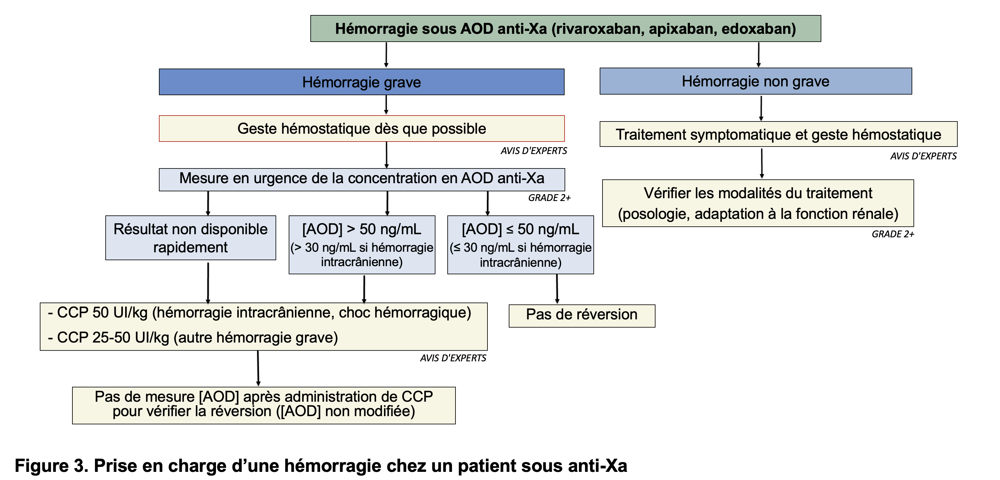 Hémorragie sous AOD anti-Xa (rivaroxaban, apixaban, edoxaban)
Hémorragie grave
Hémorragie non grave
Geste hémostatique dès que possible
AVIS D'EXPERTS
Traitement symptomatique et geste hémostatique
AVIS D'EXPERTS
Mesure en urgence de la concentration en AOD anti-Xa
GRADE 2+
Vérifier les modalités du traitement
(posologie, adaptation à la fonction rénale)
GRADE 2+
Résultat non disponible
rapidement
[AOD] > 50 ng/mL
(> 30 ng/mL si hémorragie
intracrânienne)
[AOD] ≤ 50 ng/mL
(≤ 30 ng/mL si hémorragie
intracrânienne)
- CCP 50 UI/kg (hémorragie intracrânienne, choc hémorragique)
- CCP 25-50 UI/kg (autre hémorragie grave)
AVIS D'EXPERTS
Pas de réversion
Pas de mesure [AOD] après administration de CCP
pour vérifier la réversion ([AOD] non modifiée)
Figure 3. Prise en charge d’une hémorragie chez un patient sous anti-Xa